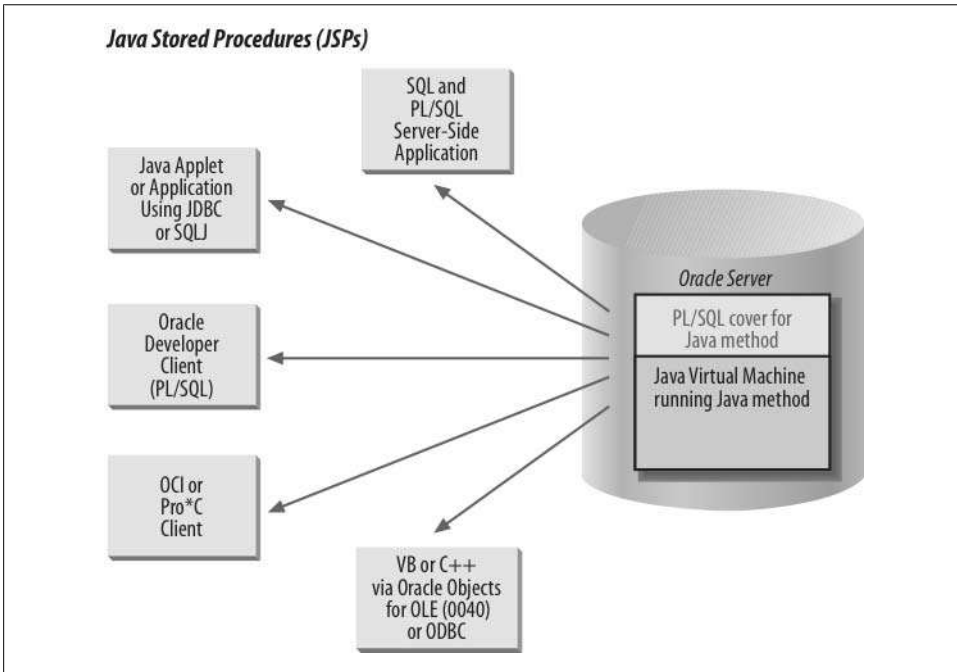 Java Stored Procedures (JSPs)
SQL and
PL/SQL
Server-Side
Application
Java Applet
or Application
Using JDBC
or SQLJ
Oracle
Developer
Client
(PL/SQL)
OCI or
Pro*C
Client
VB or C++
via Oracle Objects
for OLE (0040)
or ODBC
Oracle Server
PL/SQL cover for
Java method
Java Virtual Machine
running Java method